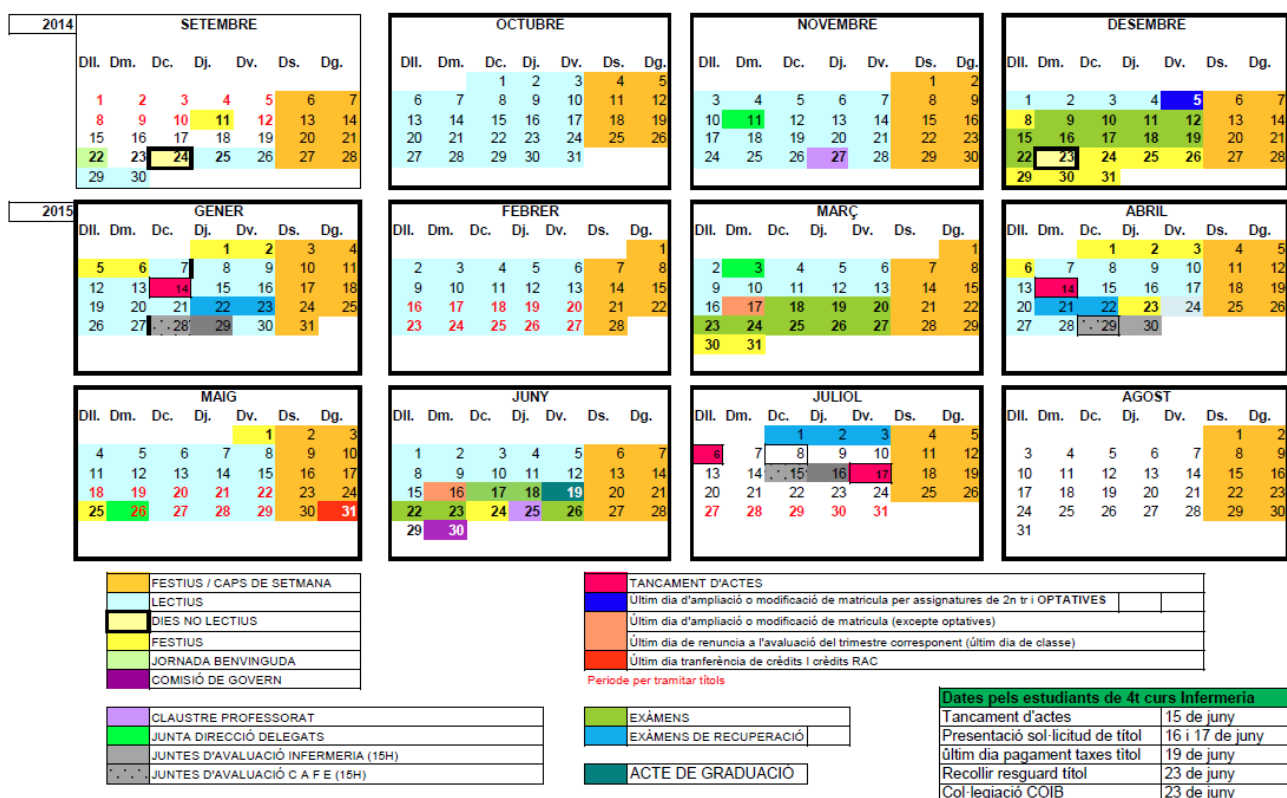 2014 SETEMBRE OCTUBRE NOVEMBRE DESEMBRE
Dll. Dm. Dc. Dj. Dv. Ds. Dg. Dll. Dm. Dc. Dj. Dv. Ds. Dg. Dll. Dm. Dc. Dj. Dv. Ds. Dg. Dll. Dm. Dc. Dj. Dv. Ds. Dg.
1 2 3 4 5 1 2
1 2 3 4 5 6 7 6 7 8 9 10 11 12 3 4 5 6 7 8 9 1 2 3 4 5 6 7
8 9 10 11 12 13 14 13 14 15 16 17 18 19 10 11 12 13 14 15 16 8 9 10 11 12 13 14
15 16 17 18 19 20 21 20 21 22 23 24 25 26 17 18 19 20 21 22 23 15 16 17 18 19 20 21
22 23 24 25 26 27 28 27 28 29 30 31 24 25 26 27 28 29 30 22 23 24 25 26 27 28
29 30 29 30 31
2015 GENER FEBRER MARÇ ABRIL
Dll. Dm. Dc. Dj. Dv. Ds. Dg. Dll. Dm. Dc. Dj. Dv. Ds. Dg. Dll. Dm. Dc. Dj. Dv. Ds. Dg. Dll. Dm. Dc. Dj. Dv. Ds. Dg.
1 2 3 4 1 1 1 2 3 4 5
5 6 7 8 9 10 11 2 3 4 5 6 7 8 2 3 4 5 6 7 8 6 7 8 9 10 11 12
12 13 14 15 16 17 18 9 10 11 12 13 14 15 9 10 11 12 13 14 15 13 14 15 16 17 18 19
19 20 21 22 23 24 25 16 17 18 19 20 21 22 16 17 18 19 20 21 22 20 21 22 23 24 25 26
26 27 28 29 30 31 23 24 25 26 27 28 23 24 25 26 27 28 29 27 28 29 30
30 31
MAIG JUNY JULIOL AGOST
Dll. Dm. Dc. Dj. Dv. Ds. Dg. Dll. Dm. Dc. Dj. Dv. Ds. Dg. Dll. Dm. Dc. Dj. Dv. Ds. Dg. Dll. Dm. Dc. Dj. Dv. Ds. Dg.
1 2 3 1 2 3 4 5 1 2
4 5 6 7 8 9 10 1 2 3 4 5 6 7 6 7 8 9 10 11 12 3 4 5 6 7 8 9
11 12 13 14 15 16 17 8 9 10 11 12 13 14 13 14 15 16 17 18 19 10 11 12 13 14 15 16
18 19 20 21 22 23 24 15 16 17 18 19 20 21 20 21 22 23 24 25 26 17 18 19 20 21 22 23
25 26 27 28 29 30 31 22 23 24 25 26 27 28 27 28 29 30 31 24 25 26 27 28 29 30
29 30 31
FESTIUS / CAPS DE SETMANA
LECTIUS
DIES NO LECTIUS
FESTIUS
JORNADA BENVINGUDA
COMISIÓ DE GOVERN
CLAUSTRE PROFESSORAT
JUNTA DIRECCIÓ DELEGATS
JUNTES D'AVALUACIÓ INFERMERIA (15H)
JUNTES D'AVALUACIÓ C A F E (15H)
TANCAMENT D'ACTES
Últim dia d'ampliació o modificació de matricula per assignatures de 2n tr i OPTATIVES
Últim dia d'ampliació o modificació de matricula (excepte optatives)
Últim dia de renuncia a l'avaluació del trimestre corresponent (últim dia de classe)
Últim dia tranferència de crèdits I crèdits RAC
Periode per tramitar títols
EXÀMENS
EXÀMENS DE RECUPERACIÓ
ACTE DE GRADUACIÓ
Dates pels estudiants de 4t curs Infermeria
Tancament d'actes 15 de juny
Presentació sol·licitud de títol 16 i 17 de juny
últim dia pagament taxes títol 19 de juny
Recollir resguard títol 23 de juny
Col·legiació COIB 23 de juny